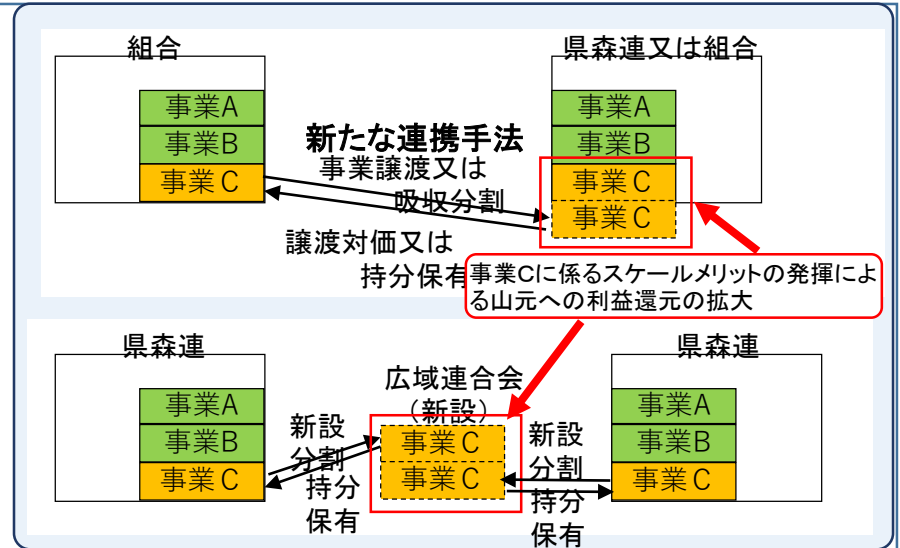 組合
事業A
事業B
事業C
新たな連携手法
事業譲渡又は
吸収分割
譲渡対価又は
持分保有
県森連又は組合
事業A
事業B
事業C
事業C
事業Cに係るスケールメリットの発揮によ
る山元への利益還元の拡大
県森連
事業A
事業B
事業C
新設
分割
持分
保有
広域連合会
（新設）
事業C
事業C
新設
分割
持分
保有
県森連
事業A
事業B
事業C